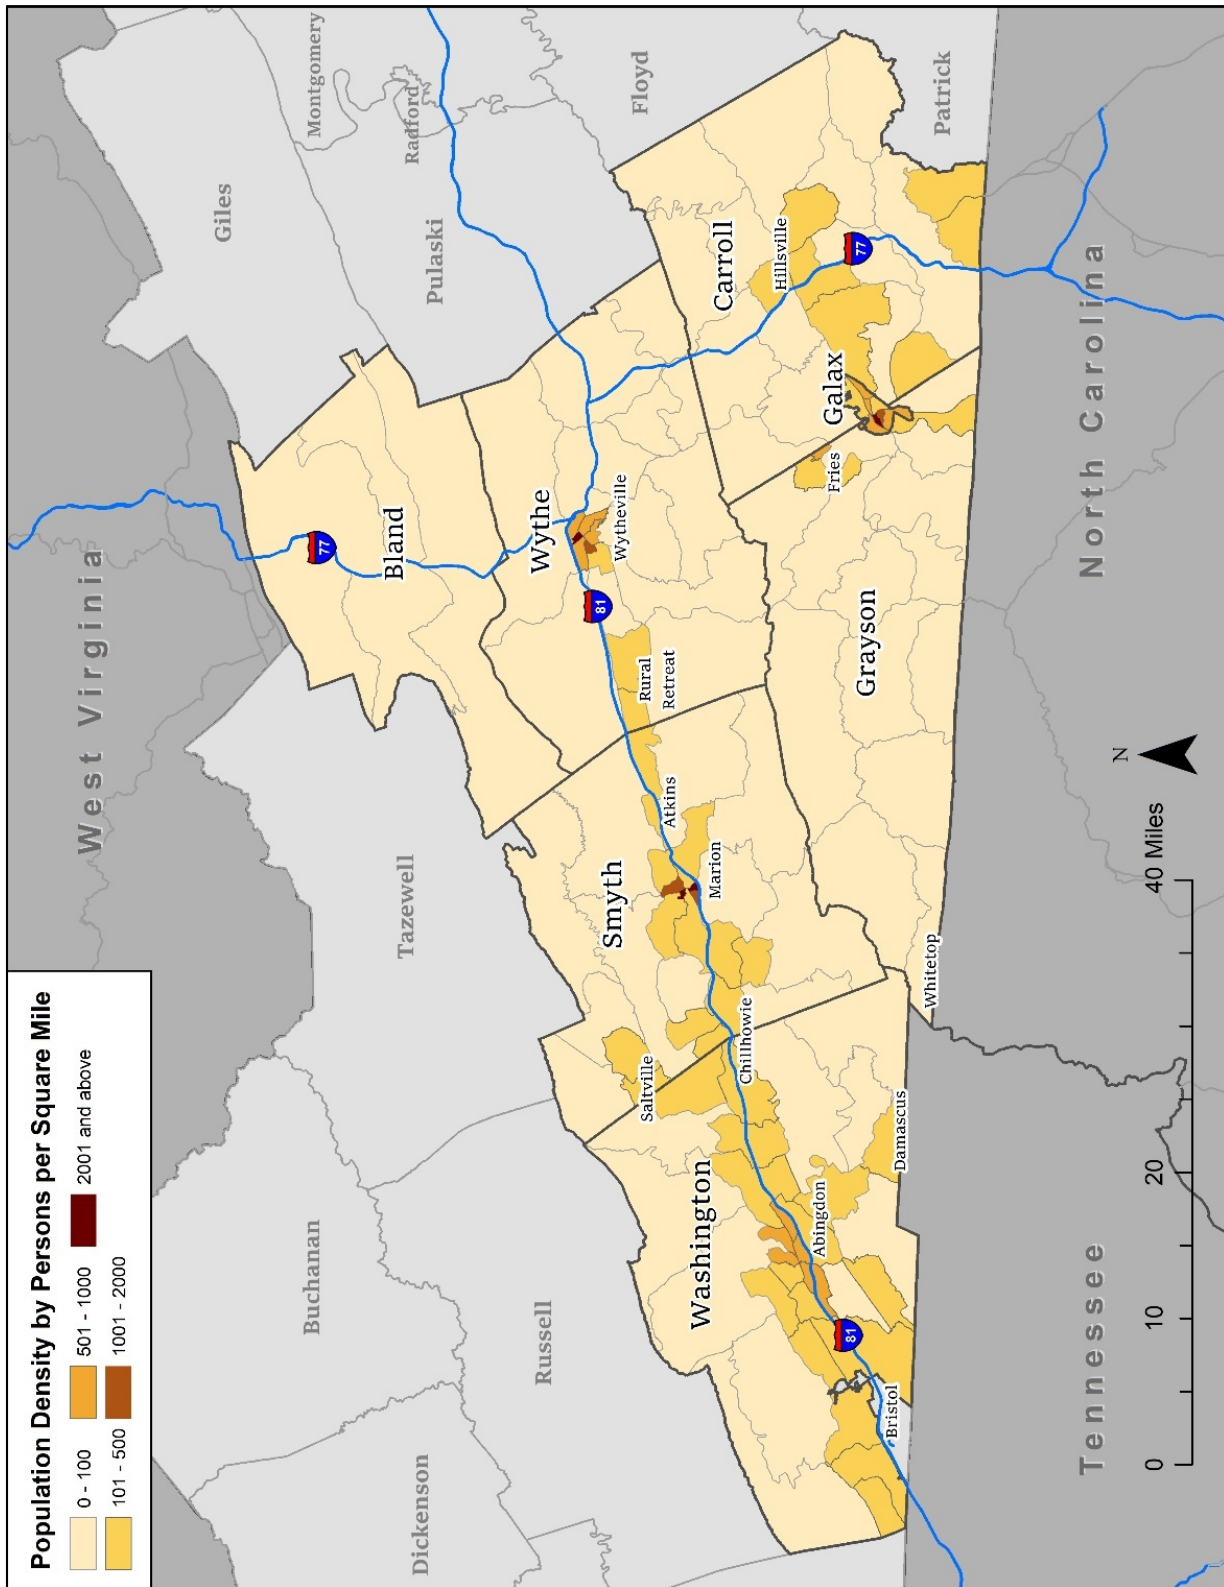 Population Density by Persons per Square Mile
0 - 100
501 - 1000
2001 and above
101 - 500
1001 - 2000
West Virginia
77
Giles
Montgomery
Radford
Buchanan
Tazewell
Bland
Pulaski
Dickenson
Russell
Wythe
81
Wytheville
Floyd
Smyth
Rural
Retreat
Saltville
Atkins
Marion
Washington
Chillhowie
Carroll
Hillsville
77
Galax
Fries
Abingdon
81
Grayson
Bristol
Damascus
Whitetop
Patrick
Tennessee
North Carolina
N
0
10
20
40 Miles